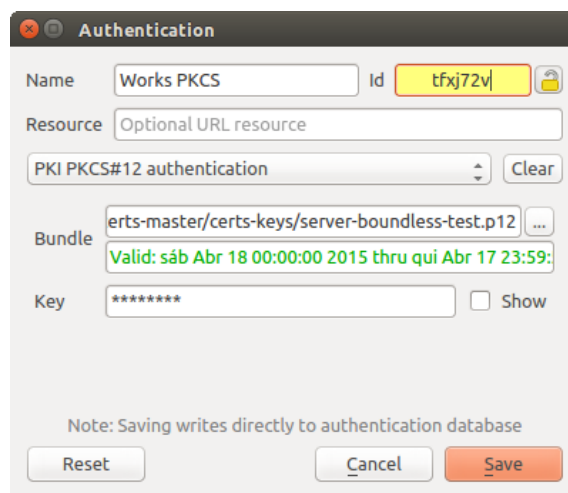 Authentication
Name Works PKCS Id tfxj72v
Resource Optional URL resource
PKI PKCS#12 authentication Clear
Bundle erts-master/certs-keys/server-boundless-test.p12 ...
Valid: sáb Abr 18 00:00:00 2015 thru qui Abr 17 23:59:
Key ******** Show
Note: Saving writes directly to authentication database
Reset Cancel Save